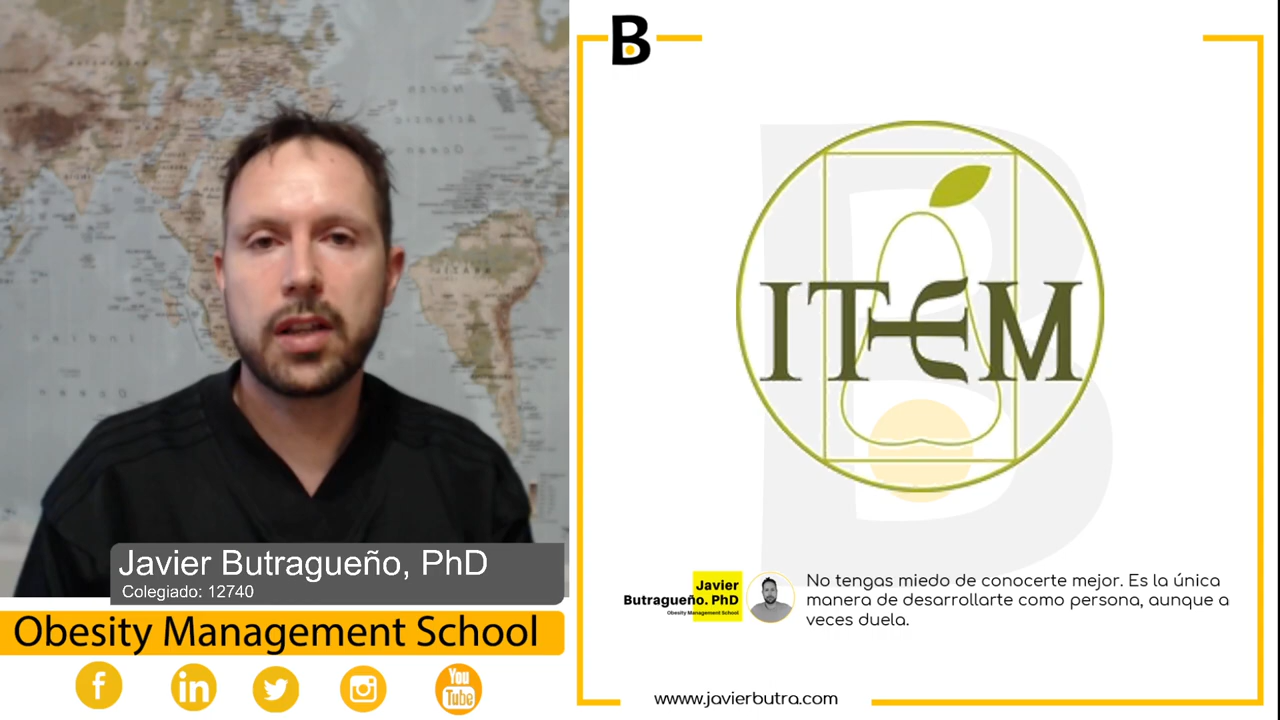 B
ITEM
Javier Butragueño, PhD
Colegiado: 12740
Obesity Management School
f
in
You
Tube
Javier
Butragueño, PhD
Obesity Management School
No tengas miedo de conocerte mejor. Es la única
manera de desarrollarte como persona, aunque a
veces duela.
www.javierbutra.com